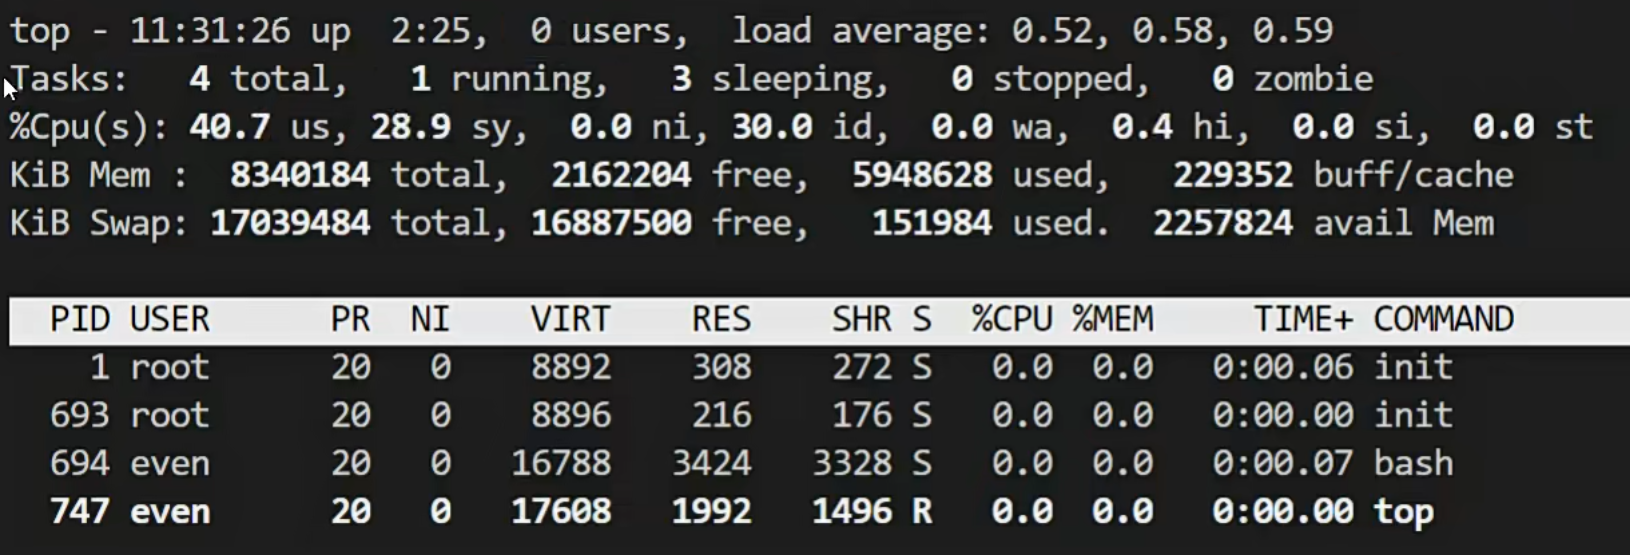 top - 11:31:26 up  2:25,  0 users,  load average: 0.52, 0.58, 0.59
Tasks:   4 total,   1 running,   3 sleeping,   0 stopped,   0 zombie
%Cpu(s): 40.7 us, 28.9 sy,  0.0 ni, 30.0 id,  0.0 wa,  0.4 hi,  0.0 si,  0.0 st
KiB Mem :  8340184 total,  2162204 free,  5948628 used,   229352 buff/cache
KiB Swap: 17039484 total, 16887500 free,   151984 used.  2257824 avail Mem
  PID USER      PR  NI    VIRT    RES    SHR S  %CPU %MEM     TIME+ COMMAND
    1 root      20   0    8892    308    272 S   0.0  0.0   0:00.06 init
  693 root      20   0    8896    216    176 S   0.0  0.0   0:00.00 init
  694 even      20   0   16788   3424   3328 S   0.0  0.0   0:00.07 bash
  747 even      20   0   17608   1992   1496 R   0.0  0.0   0:00.00 top